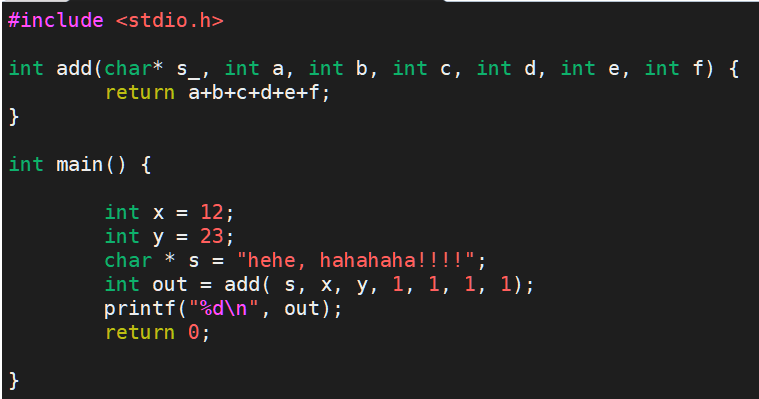 #include <stdio.h>
int add(char* s_, int a, int b, int c, int d, int e, int f) {
return a+b+c+d+e+f;
}
int main() {
int x = 12;
int y = 23;
char * s = "hehe, hahahaha!!!!";
int out = add( s, x, y, 1, 1, 1, 1);
printf("%d\n", out);
return 0;
}